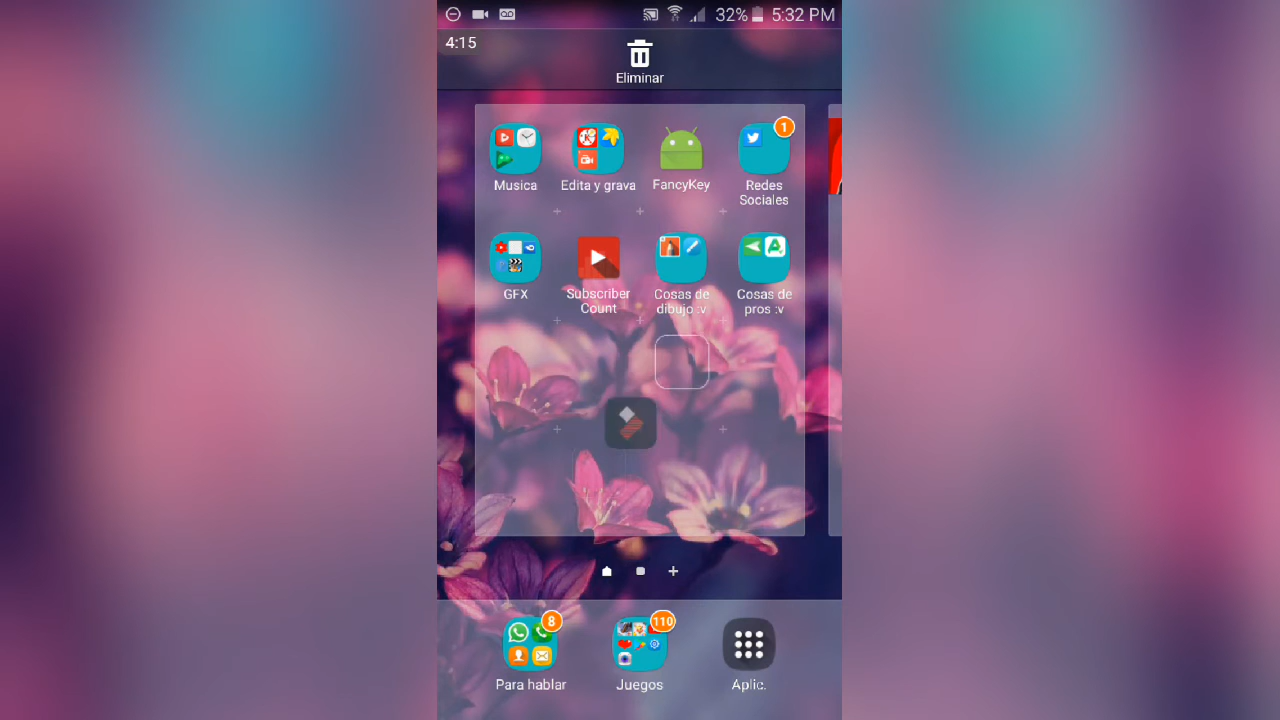 32% 5:32 PM
4:15
Eliminar
1
Musica
Edita y grava
FancyKey
Redes
Sociales
GFX
Subscriber
Count
Cosas de
dibujo :v
Cosas de
pros :v
8
110
Para hablar
Juegos
Aplic.